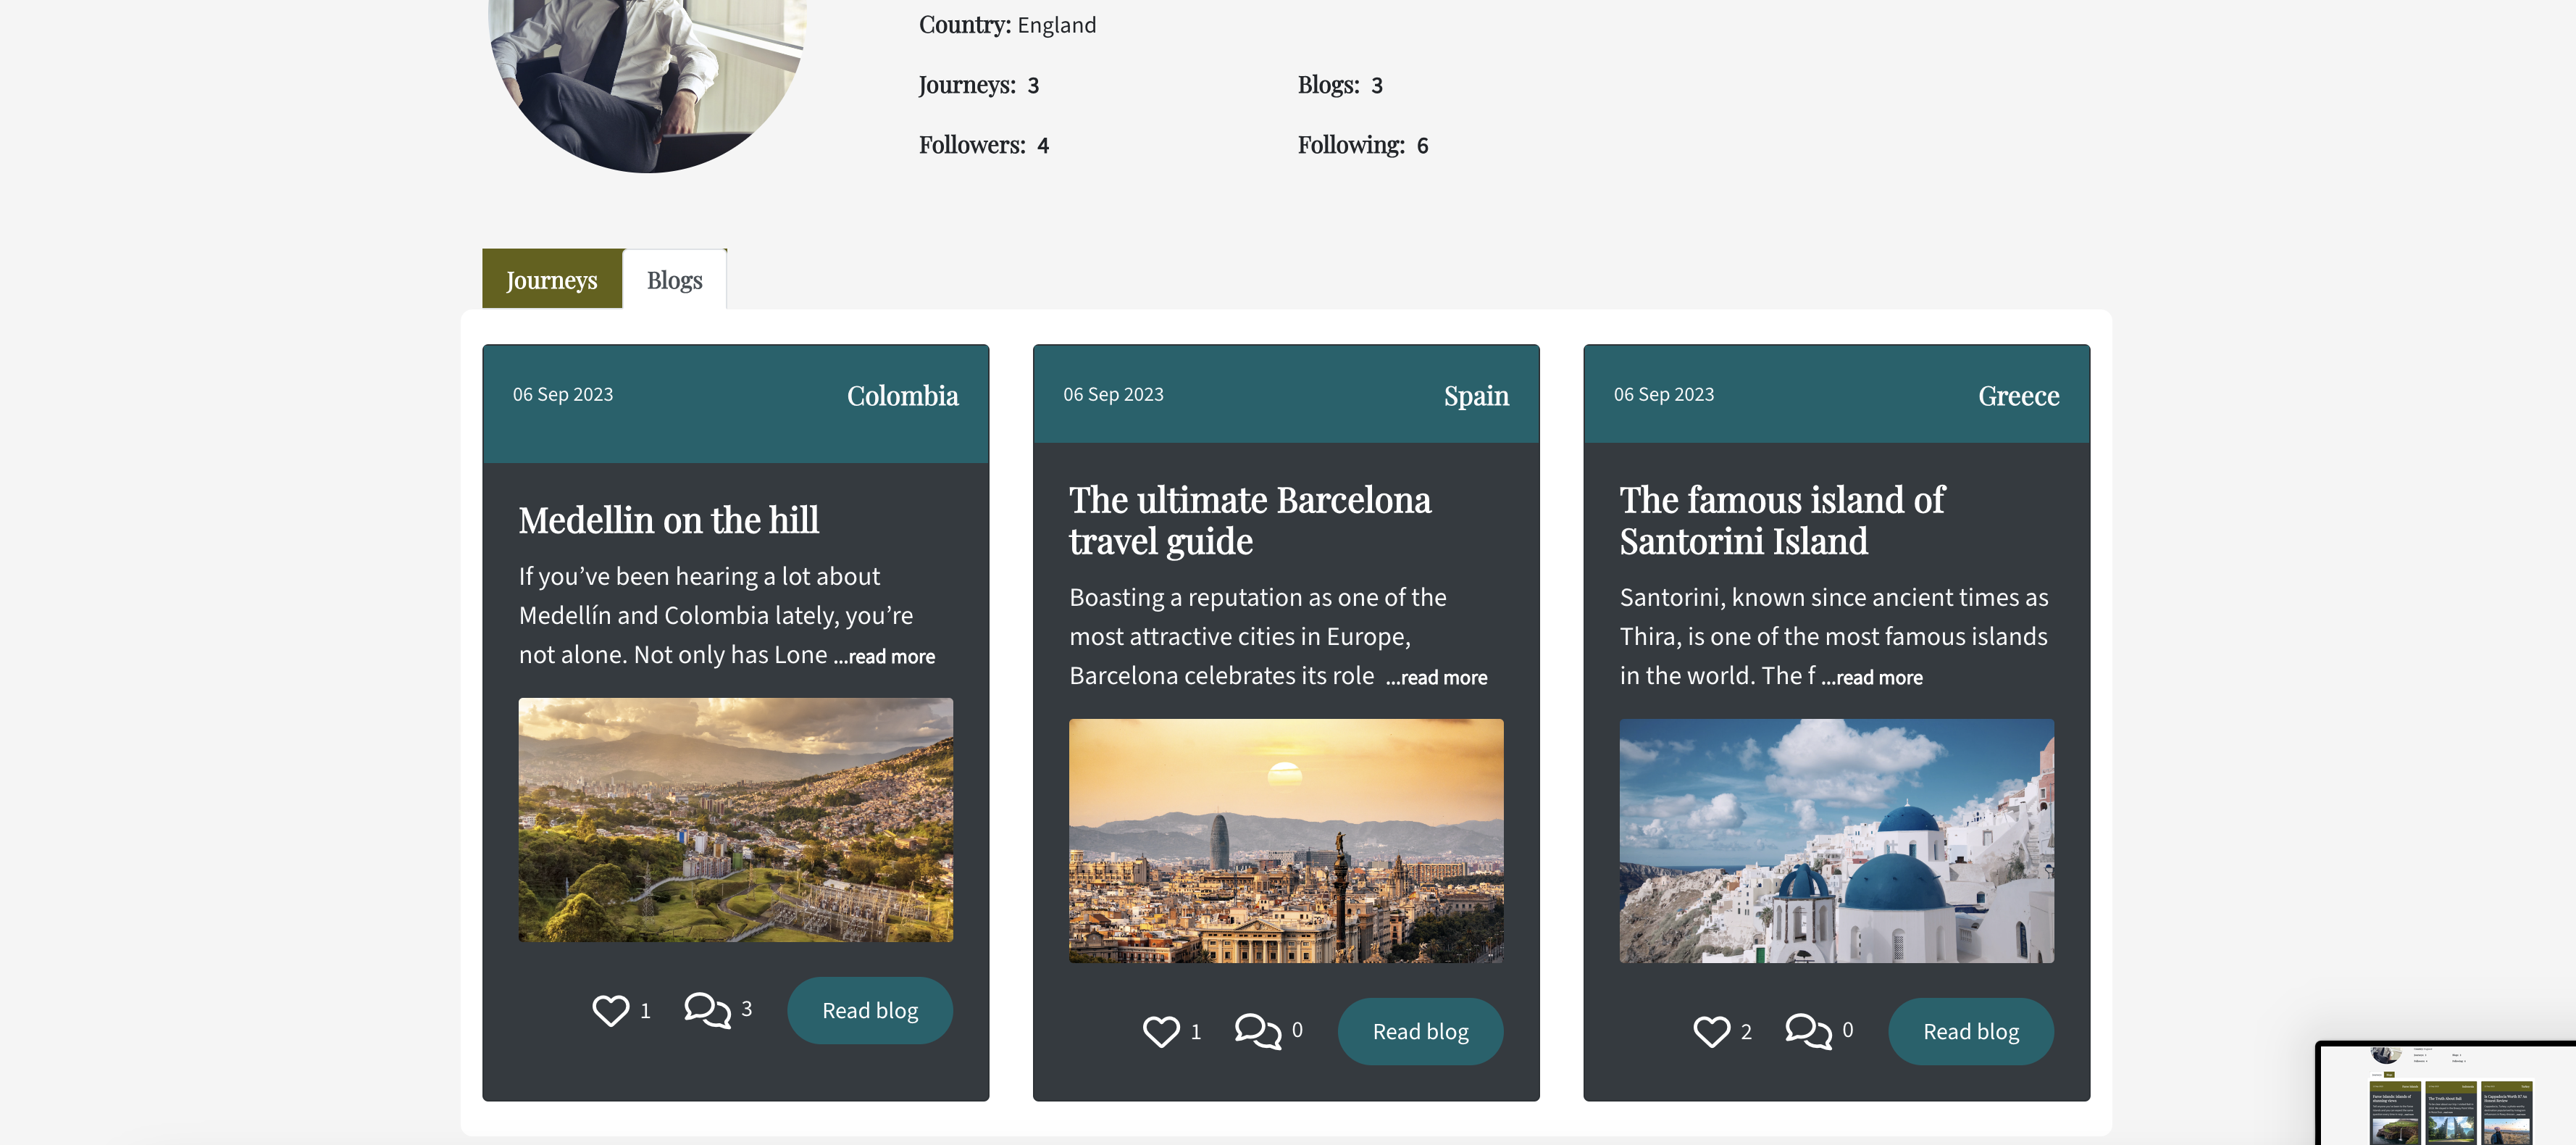 Country: England
Journeys: 3
Blogs: 3
Followers: 4
Following: 6
Journeys
Blogs
06 Sep 2023
Colombia
Medellin on the hill
If you’ve been hearing a lot about
Medellín and Colombia lately, you’re
not alone. Not only has Lone ...read more
1
3
Read blog
06 Sep 2023
Spain
The ultimate Barcelona
travel guide
Boasting a reputation as one of the
most attractive cities in Europe,
Barcelona celebrates its role ...read more
1
0
Read blog
06 Sep 2023
Greece
The famous island of
Santorini Island
Santorini, known since ancient times as
Thira, is one of the most famous islands
in the world. The f ...read more
2
0
Read blog